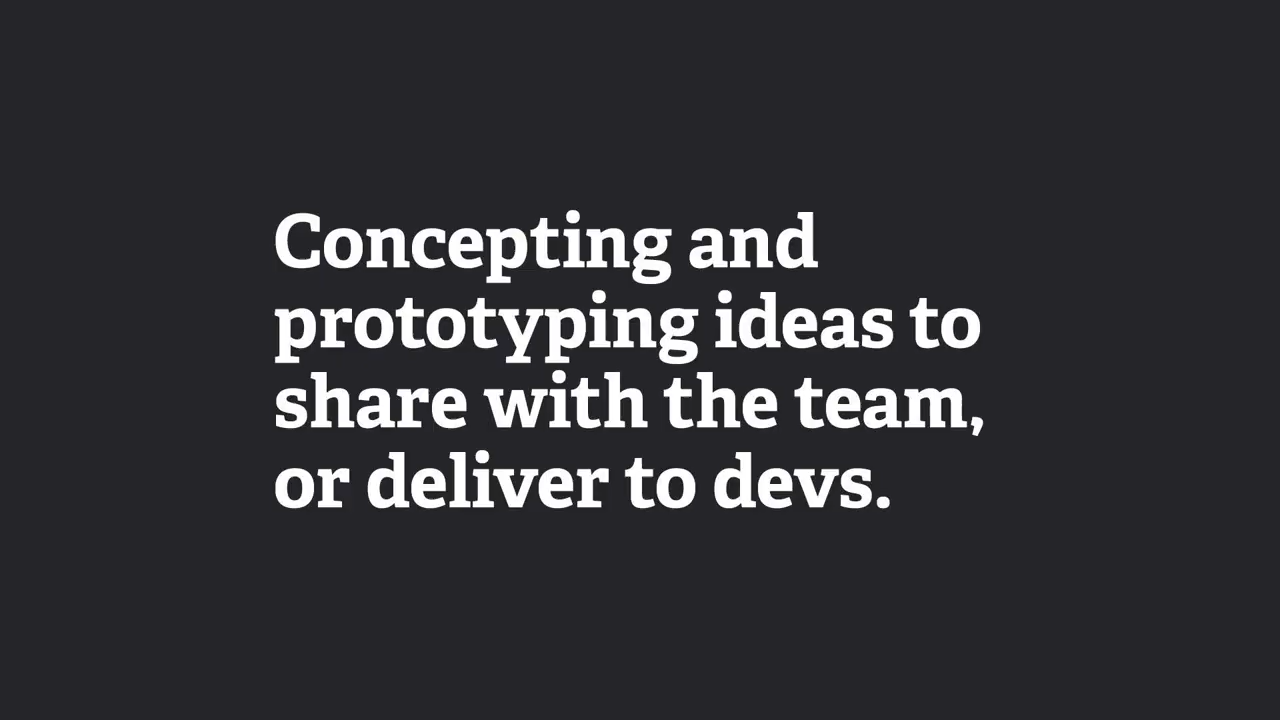 Concepting and
prototyping ideas to
share with the team,
or deliver to devs.